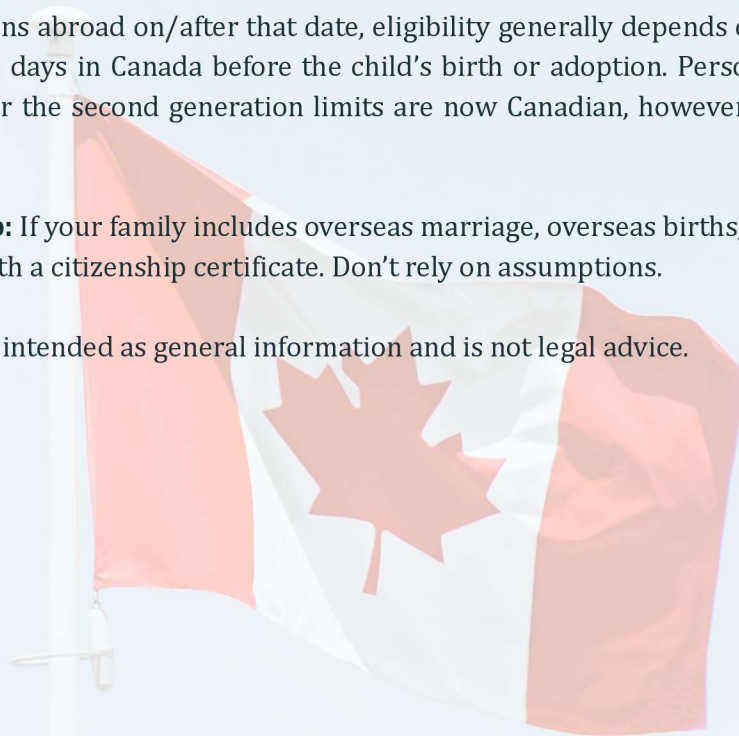 ns abroad on/after that date, eligibility generally depends
days in Canada before the child’s birth or adoption.
r the second generation limits are now Canadian, however
: If your family includes overseas marriage, overseas births,
th a citizenship certificate. Don’t rely on assumptions.
intended as general information and is not legal advice.